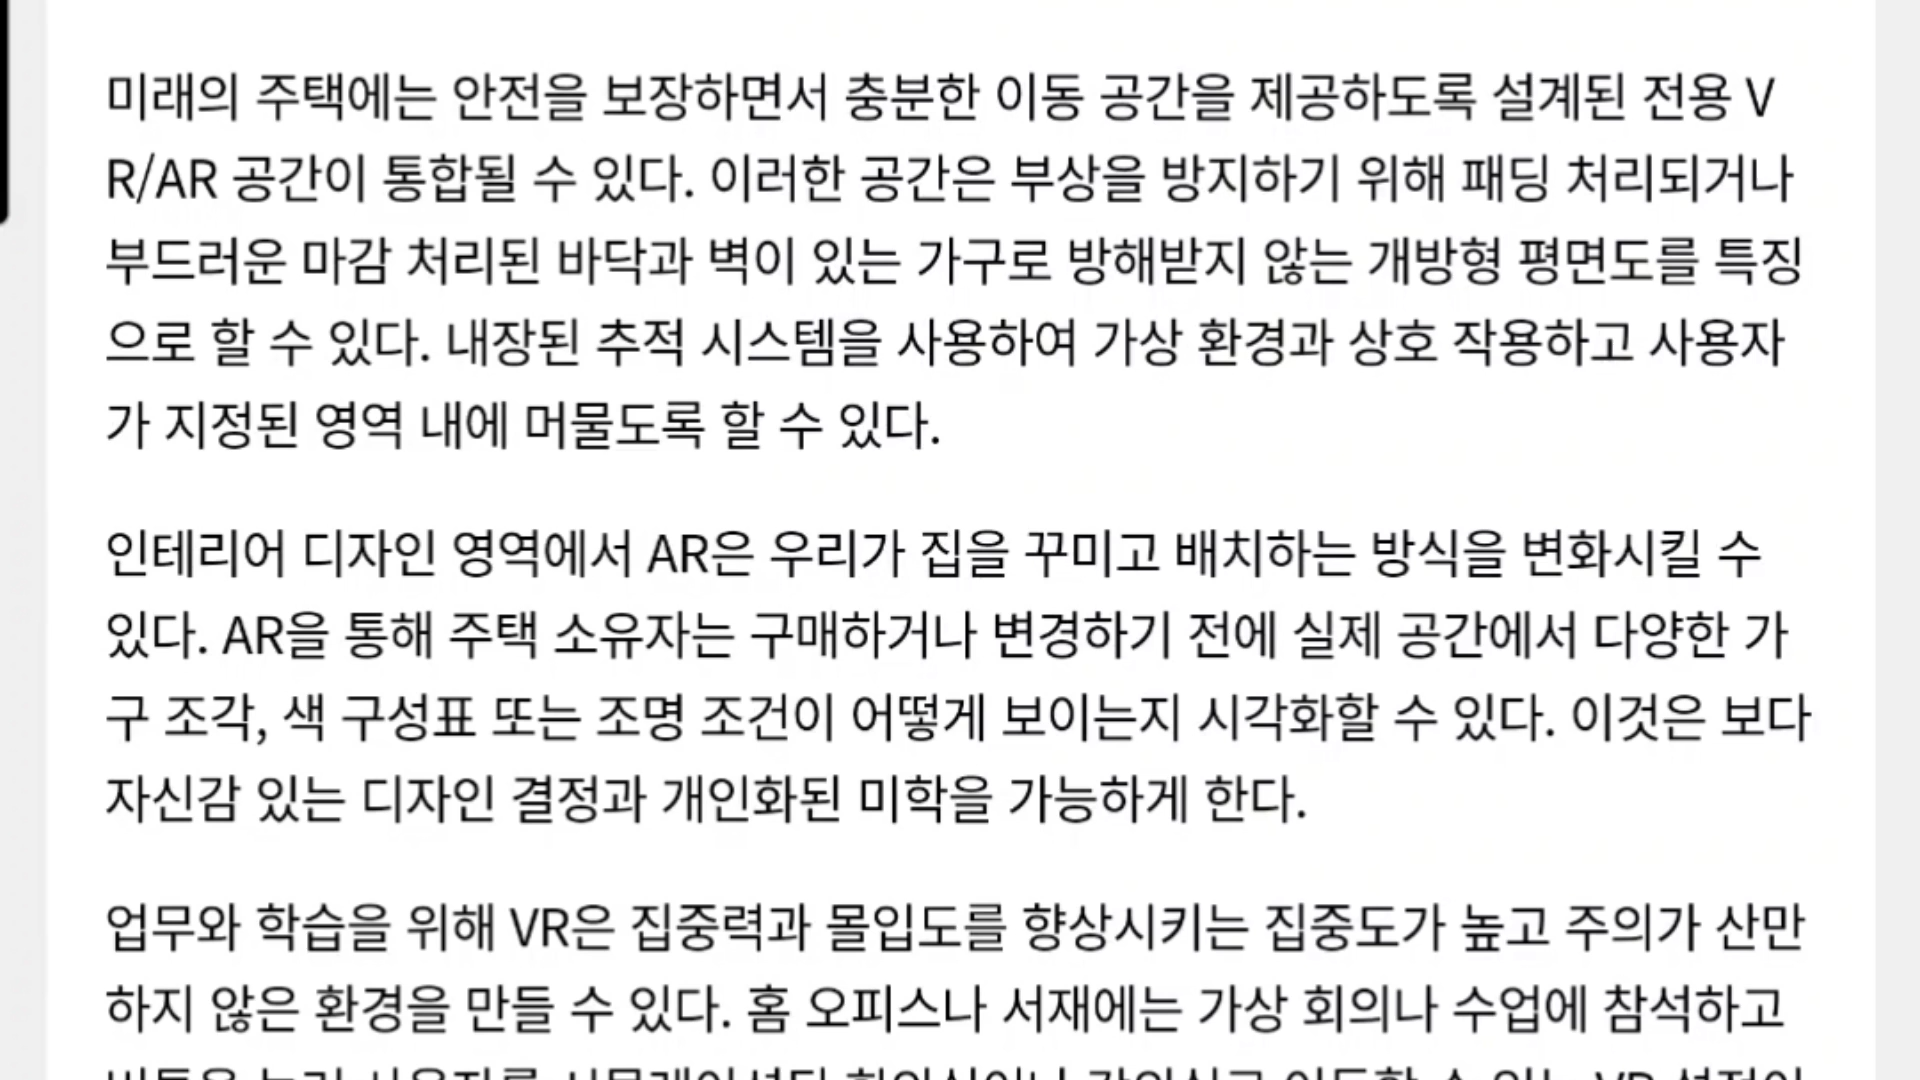 미래의 주택에는 안전을 보장하면서 충분한 이동 공간을 제공하도록 설계된 전용 V
R/AR 공간이 통합될 수 있다. 이러한 공간은 부상을 방지하기 위해 패딩 처리되거나
부드러운 마감 처리된 바닥과 벽이 있는 가구로 방해받지 않는 개방형 평면도를 특징
으로 할 수 있다. 내장된 추적 시스템을 사용하여 가상 환경과 상호 작용하고 사용자
가 지정된 영역 내에 머물도록 할 수 있다.
인테리어 디자인 영역에서 AR은 우리가 집을 꾸미고 배치하는 방식을 변화시킬 수
있다. AR을 통해 주택 소유자는 구매하거나 변경하기 전에 실제 공간에서 다양한 가
구 조각, 색 구성표 또는 조명 조건이 어떻게 보이는지 시각화할 수 있다. 이것은 보다
자신감 있는 디자인 결정과 개인화된 미학을 가능하게 한다.
업무와 학습을 위해 VR은 집중력과 몰입도를 향상시키는 집중도가 높고 주의가 산만
하지 않은 환경을 만들 수 있다. 홈 오피스나 서재에는 가상 회의나 수업에 참석하고